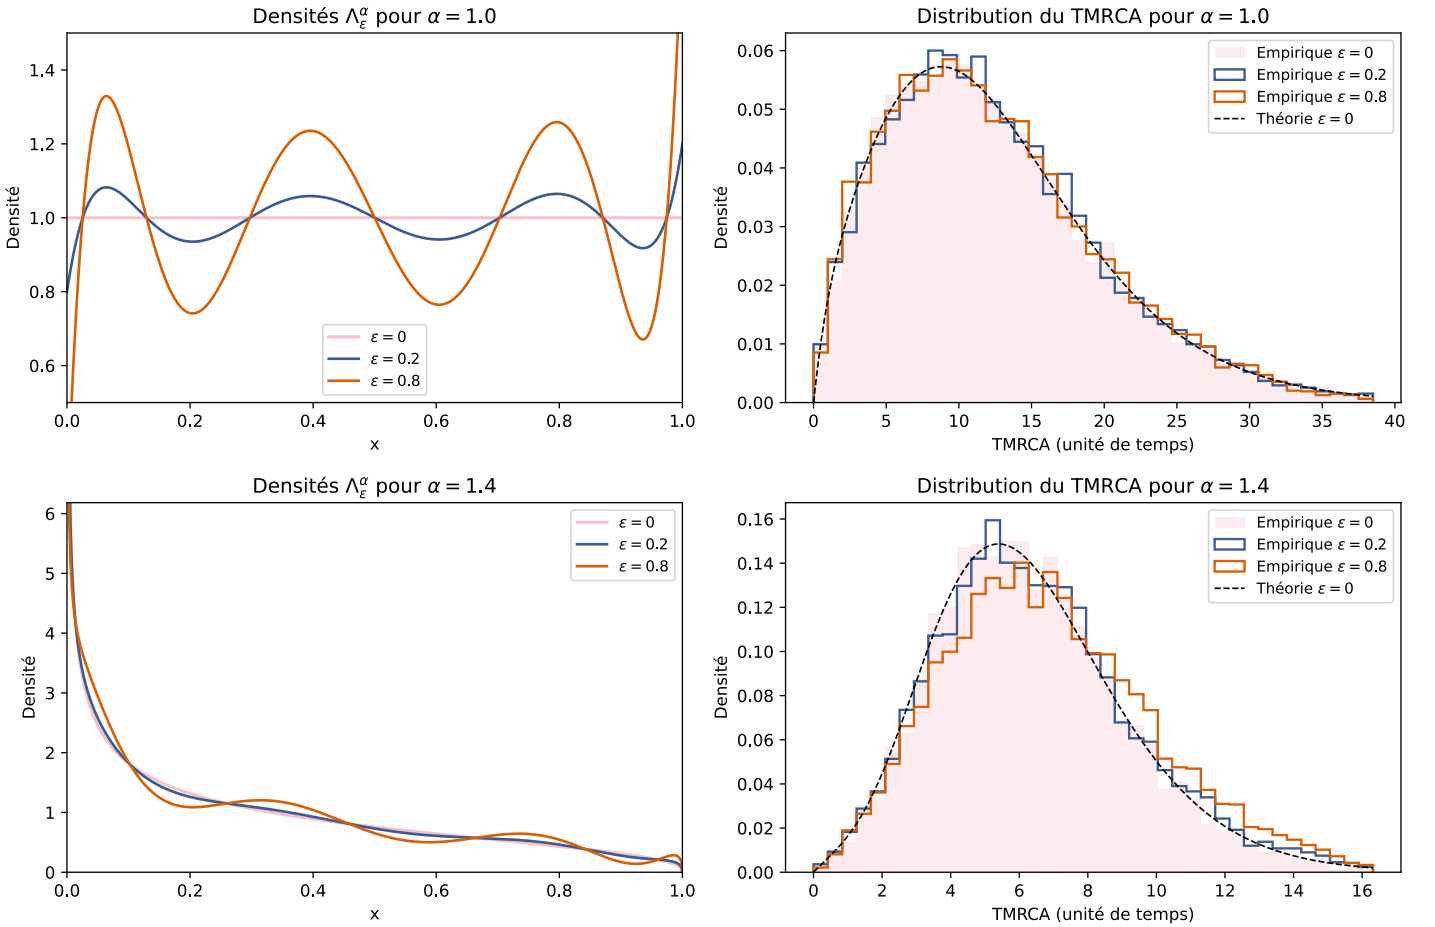 Densités Λ_ε^α pour α = 1.0
Densité
1.4
1.2
1.0
0.8
0.6
ε = 0
ε = 0.2
ε = 0.8
0.0 0.2 0.4 0.6 0.8 1.0
x
Distribution du TMRCA pour α = 1.0
Densité
0.06
0.05
0.04
0.03
0.02
0.01
0.00
Empirique ε = 0
Empirique ε = 0.2
Empirique ε = 0.8
Théorie ε = 0
0 5 10 15 20 25 30 35 40
TMRCA (unité de temps)
Densités Λ_ε^α pour α = 1.4
Densité
6
5
4
3
2
1
0
ε = 0
ε = 0.2
ε = 0.8
0.0 0.2 0.4 0.6 0.8 1.0
x
Distribution du TMRCA pour α = 1.4
Densité
0.16
0.14
0.12
0.10
0.08
0.06
0.04
0.02
0.00
Empirique ε = 0
Empirique ε = 0.2
Empirique ε = 0.8
Théorie ε = 0
0 2 4 6 8 10 12 14 16
TMRCA (unité de temps)